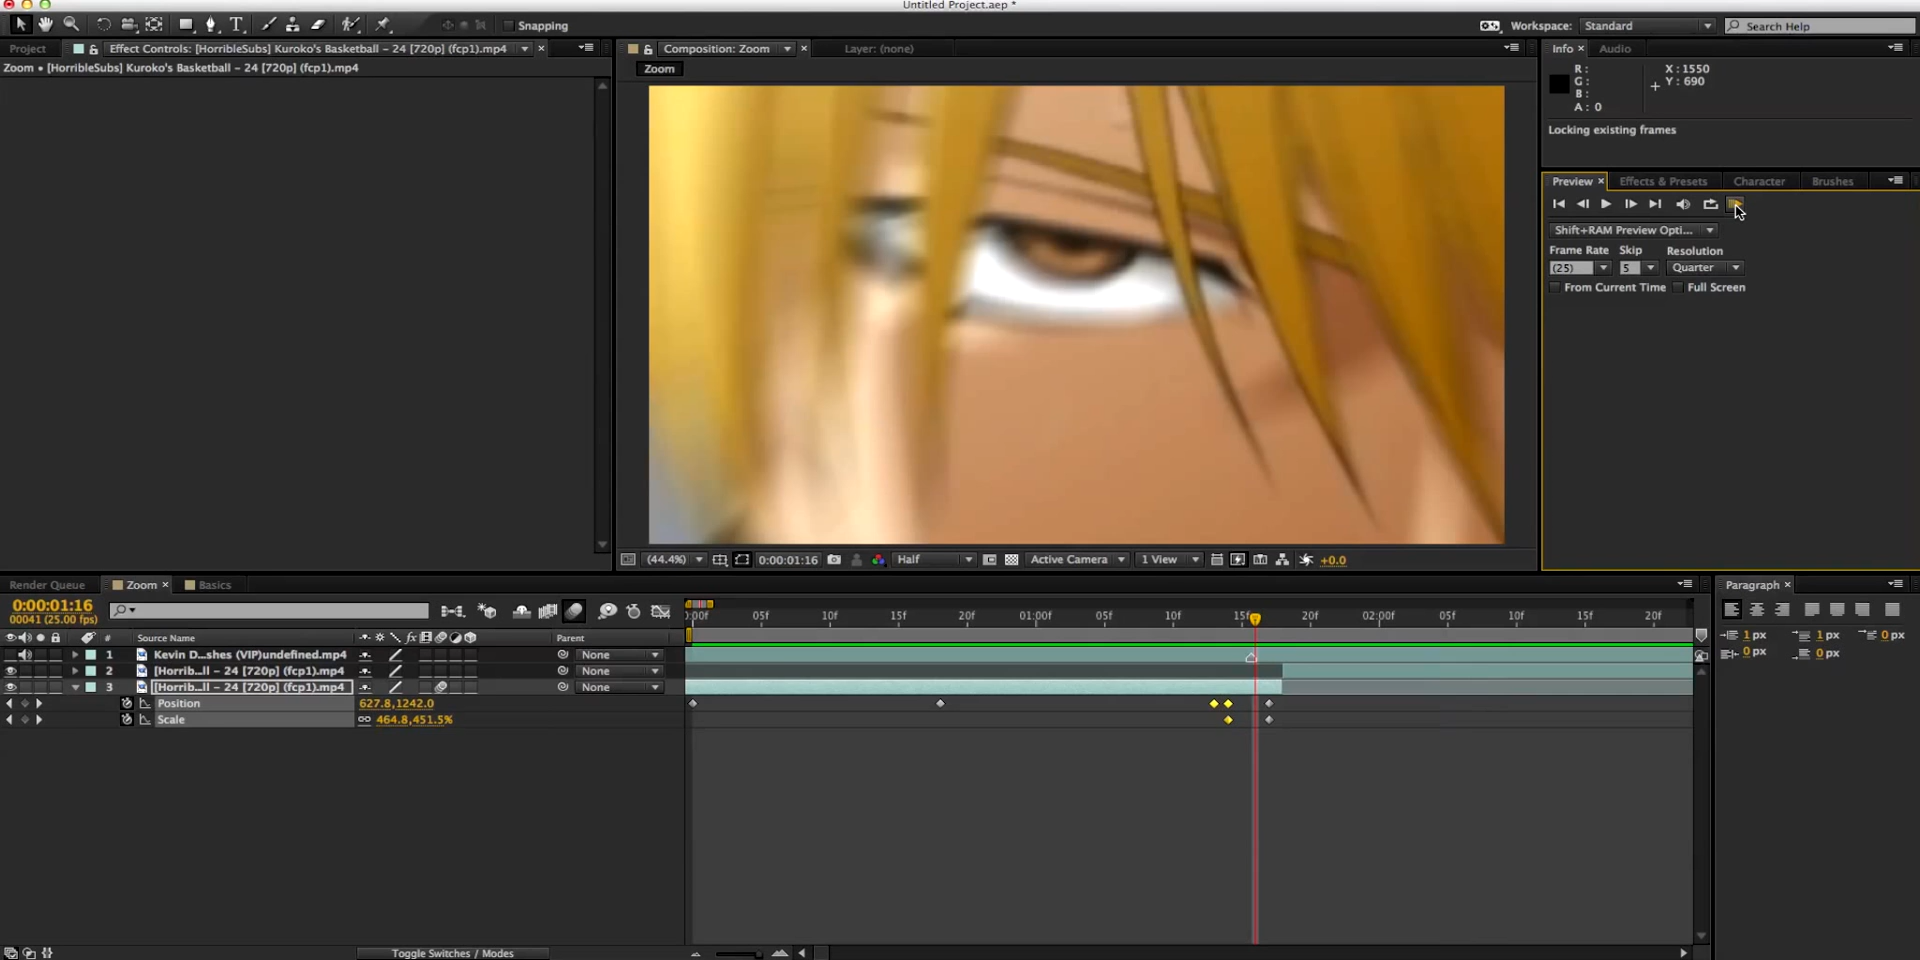 Untitled Project.aep *
Snapping
Workspace: Standard
Search Help
Project
Effect Controls: [HorribleSubs] Kuroko's Basketball – 24 [720p] (fcp1).mp4
Composition: Zoom
Layer: (none)
Info
Audio
Zoom • [HorribleSubs] Kuroko's Basketball – 24 [720p] (fcp1).mp4
Zoom
R :
G :
B :
A : 0
X : 1550
Y : 690
Locking existing frames
Preview
Effects & Presets
Character
Brushes
Shift+RAM Preview Opti...
Frame Rate
Skip
Resolution
(25)
5
Quarter
From Current Time
Full Screen
(44.4%)
0:00:01:16
Half
Active Camera
1 View
+0.0
Render Queue
Zoom
Basics
Paragraph
0:00:01:16
00041 (25.00 fps)
0:00f
05f
10f
15f
20f
01:00f
05f
10f
15f
20f
02:00f
05f
10f
15f
20f
#
Source Name
Parent
1 px
1 px
0 px
0 px
0 px
1
Kevin D...shes (VIP)undefined.mp4
None
2
[Horrib...ll – 24 [720p] (fcp1).mp4
None
3
[Horrib...ll – 24 [720p] (fcp1).mp4
None
Position
627.8,1242.0
Scale
464.8,451.5%
Toggle Switches / Modes